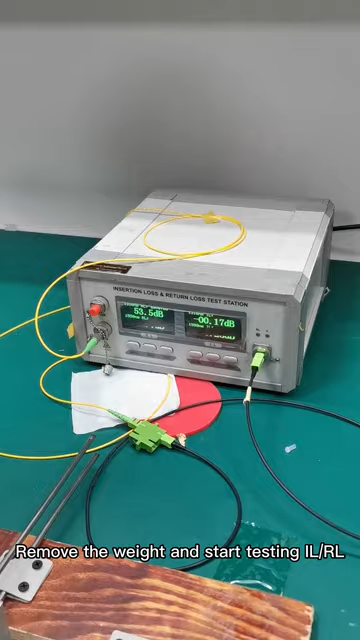 INSERTION LOSS & RETURN LOSS TEST STATION
53.5dB
-00.17dB
Remove the weight and start testing IL/RL